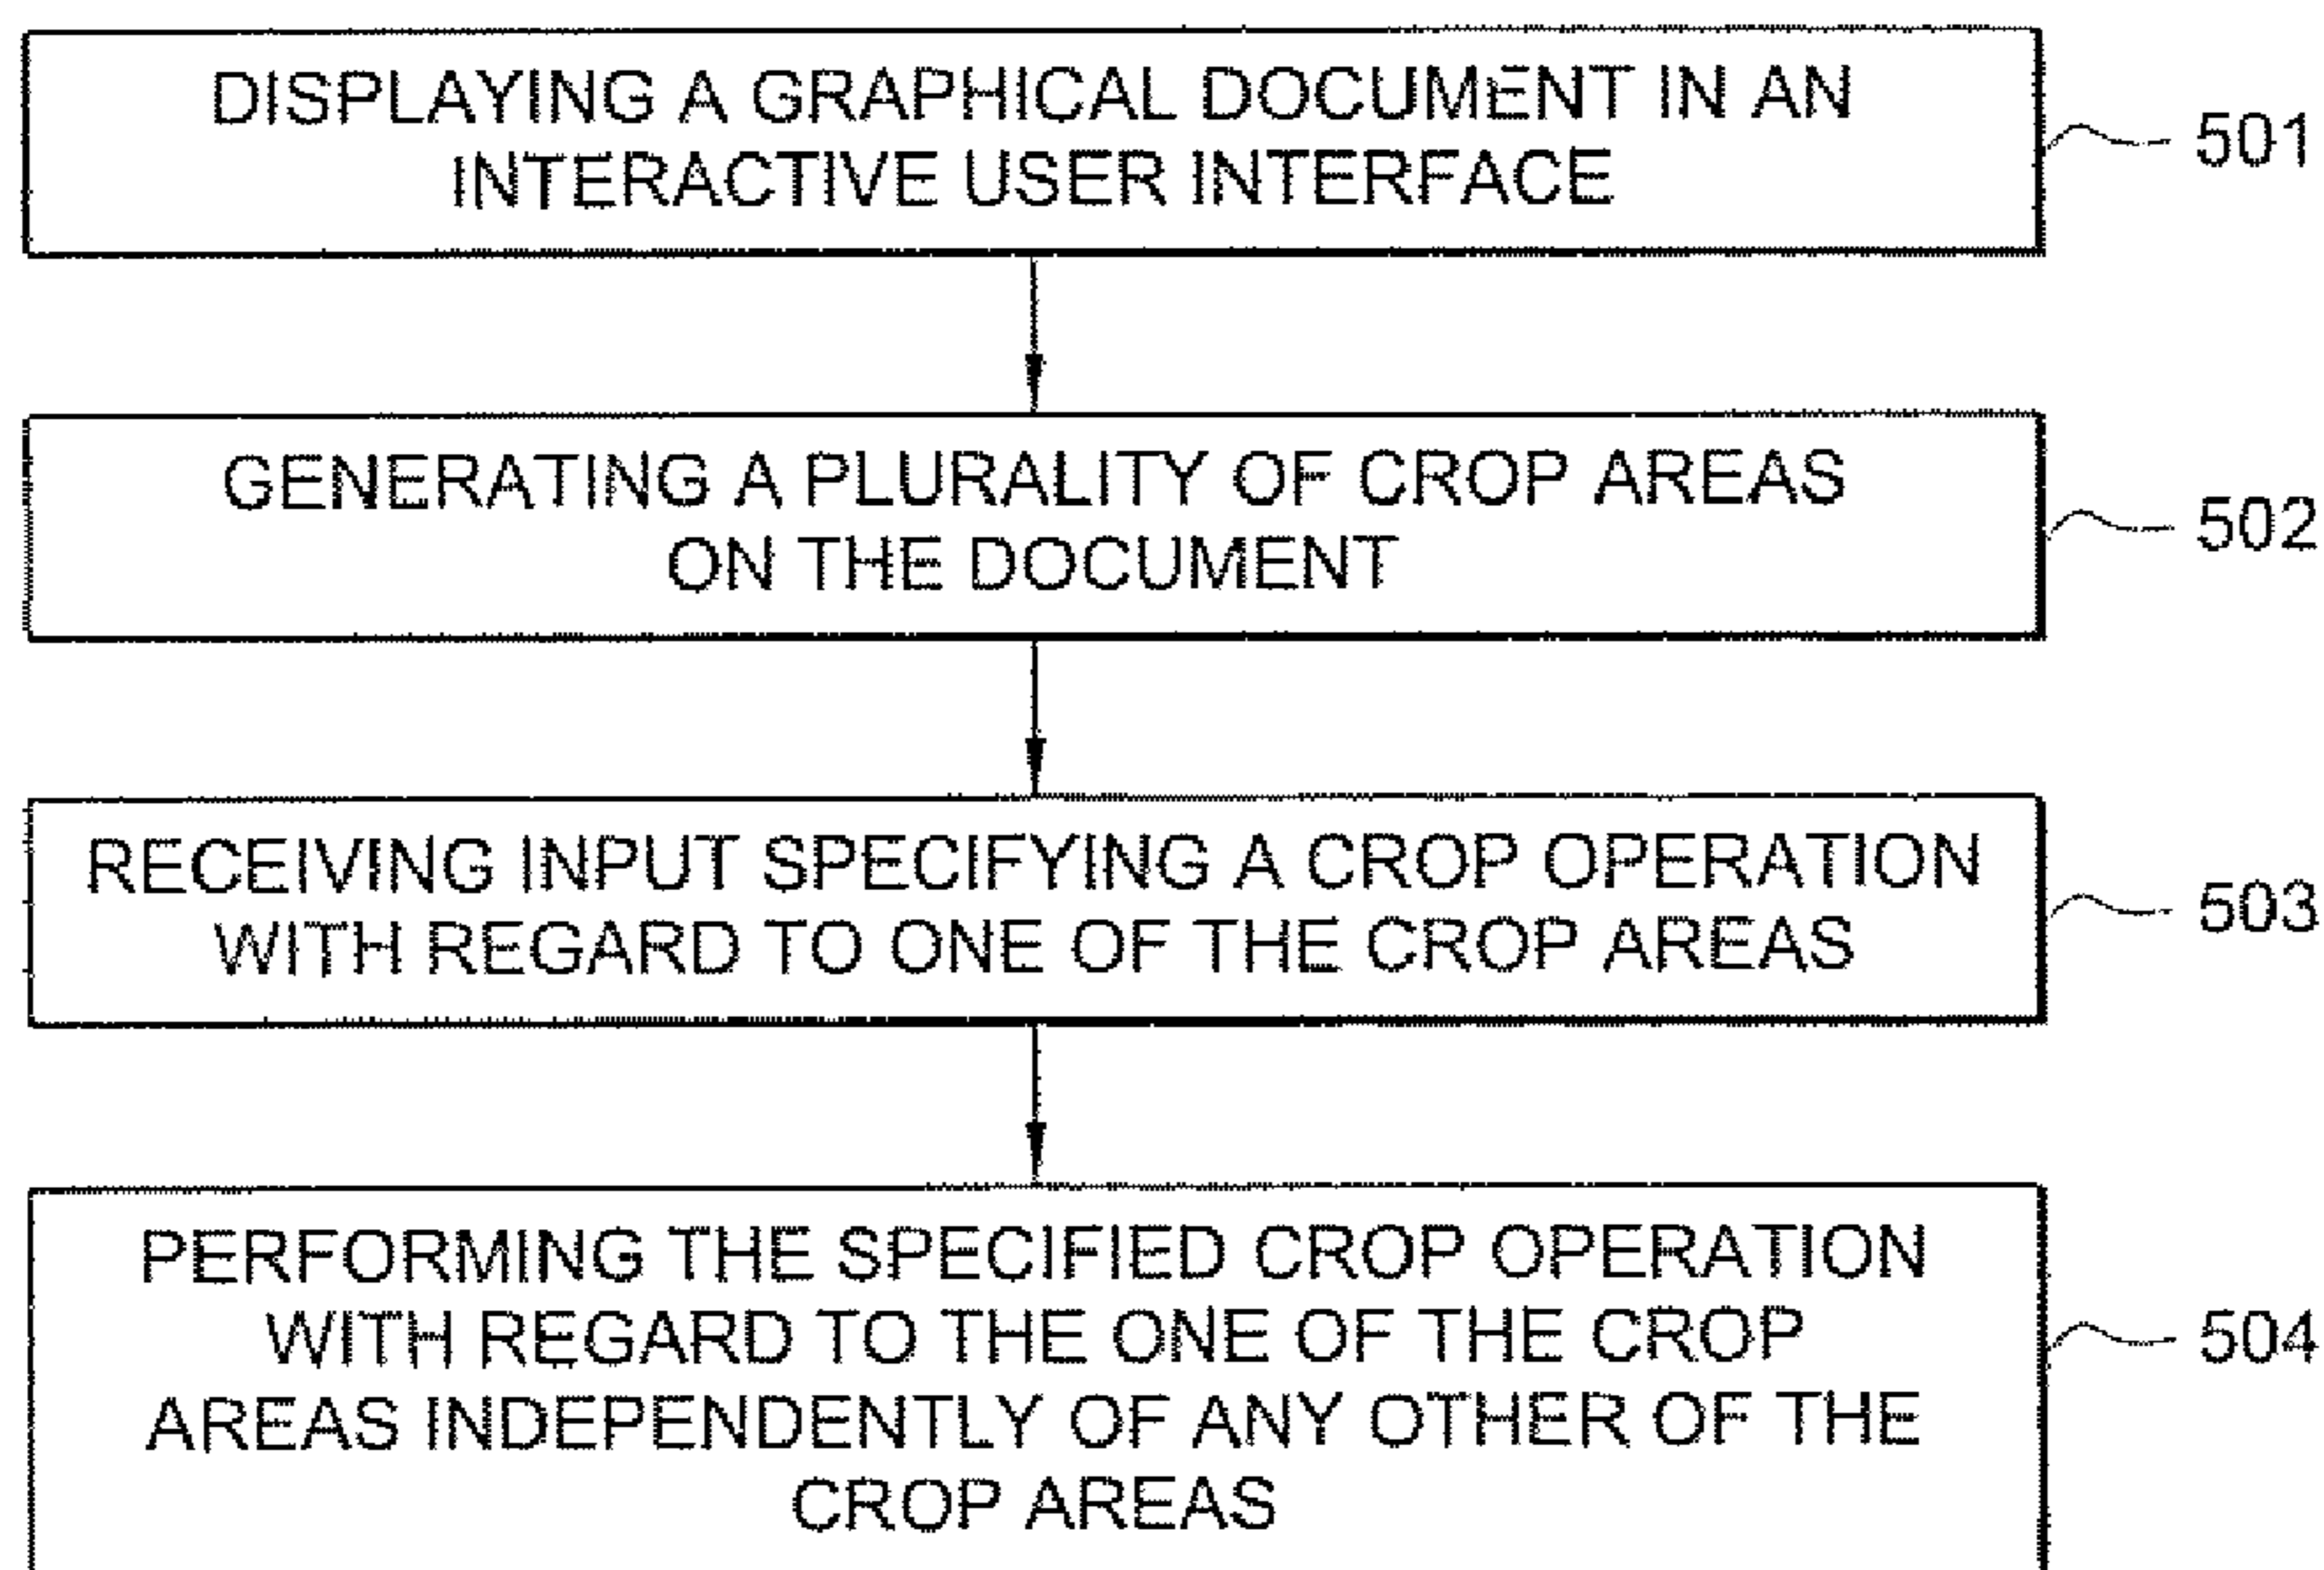 DISPLAYING A GRAPHICAL DOCUMENT IN AN
INTERACTIVE USER INTERFACE
501
GENERATING A PLURALITY OF CROP AREAS
ON THE DOCUMENT
502
RECEIVING INPUT SPECIFYING A CROP OPERATION
WITH REGARD TO ONE OF THE CROP AREAS
503
PERFORMING THE SPECIFIED CROP OPERATION
WITH REGARD TO THE ONE OF THE CROP
AREAS INDEPENDENTLY OF ANY OTHER OF THE
CROP AREAS
504